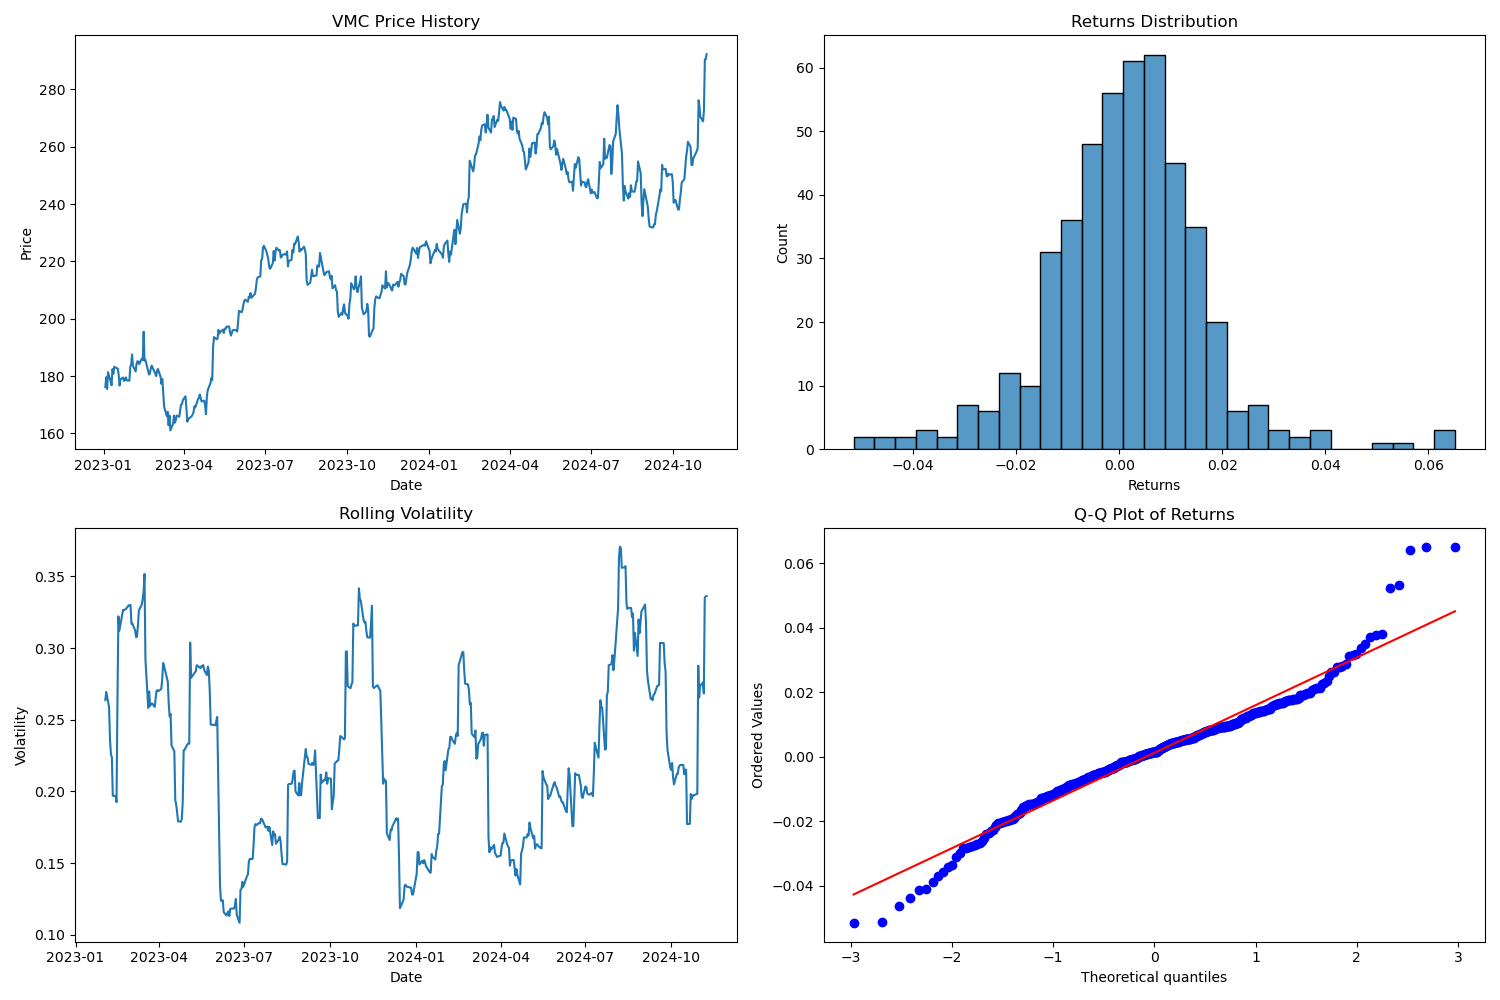 VMC Price History
Price
280
260
240
220
200
180
160
2023-01 2023-04 2023-07 2023-10 2024-01 2024-04 2024-07 2024-10
Date
Returns Distribution
Count
60
50
40
30
20
10
0
−0.04 −0.02 0.00 0.02 0.04 0.06
Returns
Rolling Volatility
Volatility
0.35
0.30
0.25
0.20
0.15
0.10
2023-01 2023-04 2023-07 2023-10 2024-01 2024-04 2024-07 2024-10
Date
Q-Q Plot of Returns
Ordered Values
0.06
0.04
0.02
0.00
−0.02
−0.04
−3 −2 −1 0 1 2 3
Theoretical quantiles